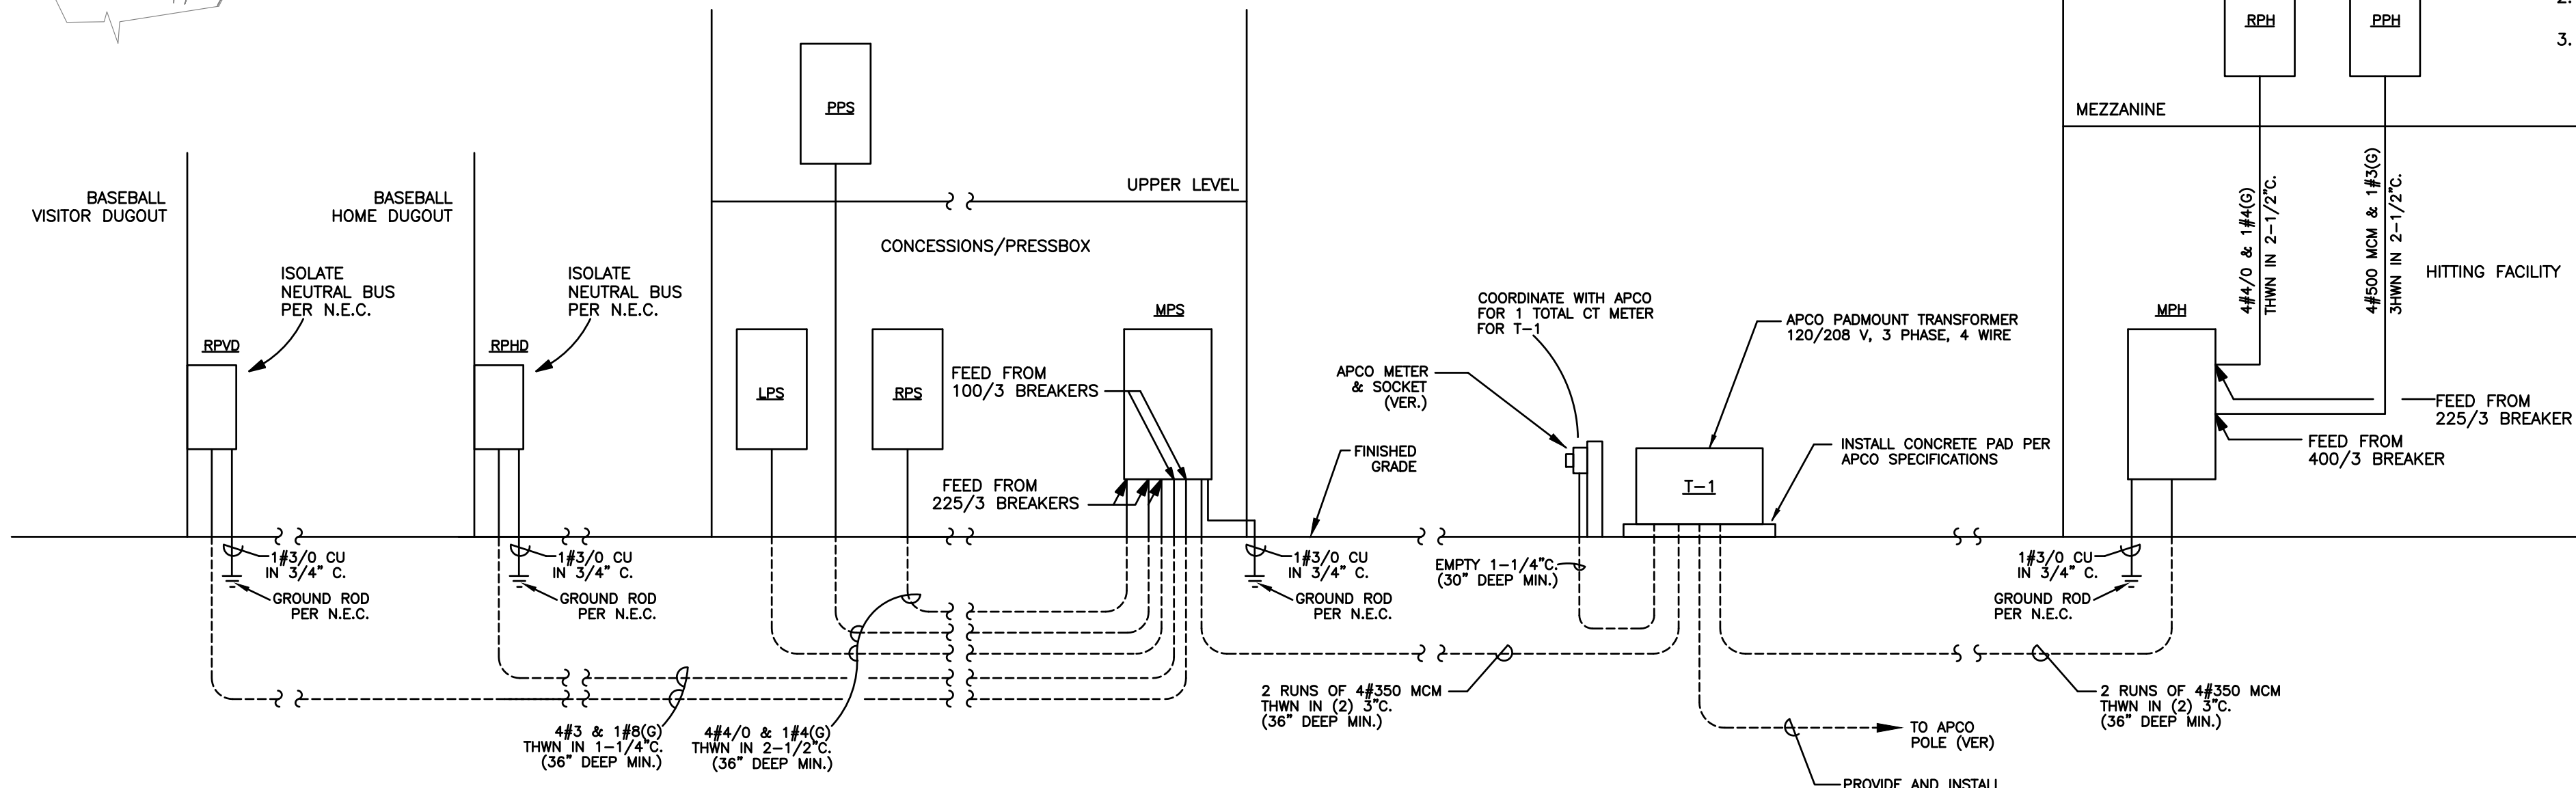 2.
3.
RPH
PPH
MEZZANINE
PPS
UPPER LEVEL
BASEBALL
VISITOR DUGOUT
BASEBALL
HOME DUGOUT
CONCESSIONS/PRESSBOX
4#4/0 & 1#4(G)
THWN IN 2-1/2"C.
4#500 MCM & 1#3(G)
3HWN IN 2-1/2"C.
HITTING FACILITY
ISOLATE
NEUTRAL BUS
PER N.E.C.
ISOLATE
NEUTRAL BUS
PER N.E.C.
RPVD
RPHD
LPS
RPS
MPS
FEED FROM
100/3 BREAKERS
FEED FROM
225/3 BREAKERS
FINISHED
GRADE
COORDINATE WITH APCO
FOR 1 TOTAL CT METER
FOR T-1
APCO METER
& SOCKET
(VER.)
APCO PADMOUNT TRANSFORMER
120/208 V, 3 PHASE, 4 WIRE
INSTALL CONCRETE PAD PER
APCO SPECIFICATIONS
T-1
MPH
FEED FROM
225/3 BREAKER
FEED FROM
400/3 BREAKER
1#3/0 CU
IN 3/4" C.
GROUND ROD
PER N.E.C.
1#3/0 CU
IN 3/4" C.
GROUND ROD
PER N.E.C.
1#3/0 CU
IN 3/4" C.
GROUND ROD
PER N.E.C.
EMPTY 1-1/4"C.
(30" DEEP MIN.)
1#3/0 CU
IN 3/4" C.
GROUND ROD
PER N.E.C.
4#3 & 1#8(G)
THWN IN 1-1/4"C.
(36" DEEP MIN.)
4#4/0 & 1#4(G)
THWN IN 2-1/2"C.
(36" DEEP MIN.)
2 RUNS OF 4#350 MCM
THWN IN (2) 3"C.
(36" DEEP MIN.)
2 RUNS OF 4#350 MCM
THWN IN (2) 3"C.
(36" DEEP MIN.)
TO APCO
POLE (VER)
PROVIDE AND INSTALL